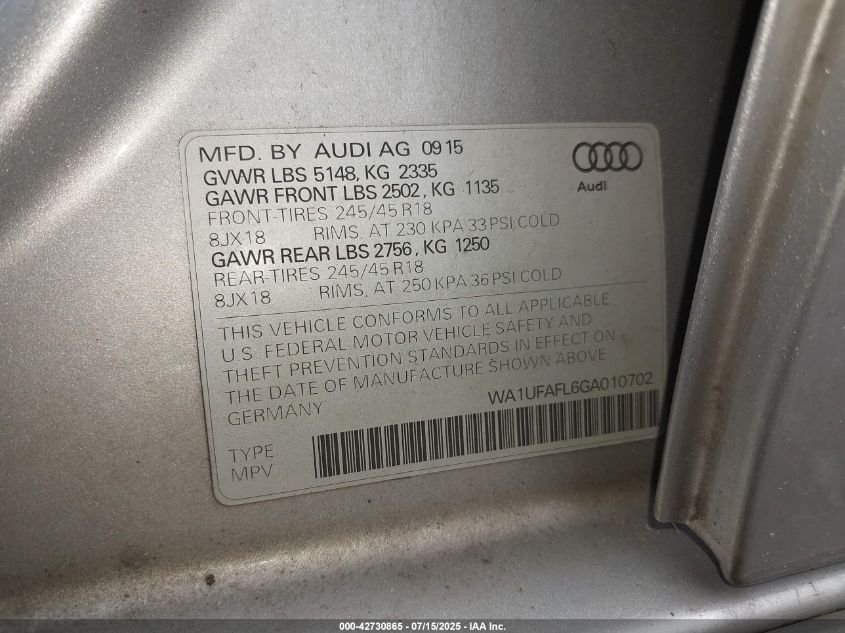 MFD. BY AUDI AG 09 15
GVWR LBS 5148, KG 2335
GAWR FRONT LBS 2502, KG 1135
FRONT-TIRES 245/45 R18
8JX18 RIMS, AT 230 KPA 33 PSI COLD
GAWR REAR LBS 2756, KG 1250
REAR-TIRES 245/45 R18
8JX18 RIMS, AT 250 KPA 36 PSI COLD
Audi
THIS VEHICLE CONFORMS TO ALL APPLICABLE
U.S. FEDERAL MOTOR VEHICLE SAFETY AND
THEFT PREVENTION STANDARDS IN EFFECT ON
THE DATE OF MANUFACTURE SHOWN ABOVE
GERMANY WA1UFAFL6GA010702
TYPE
MPV
000-42730865 - 07/15/2025 - IAA Inc.